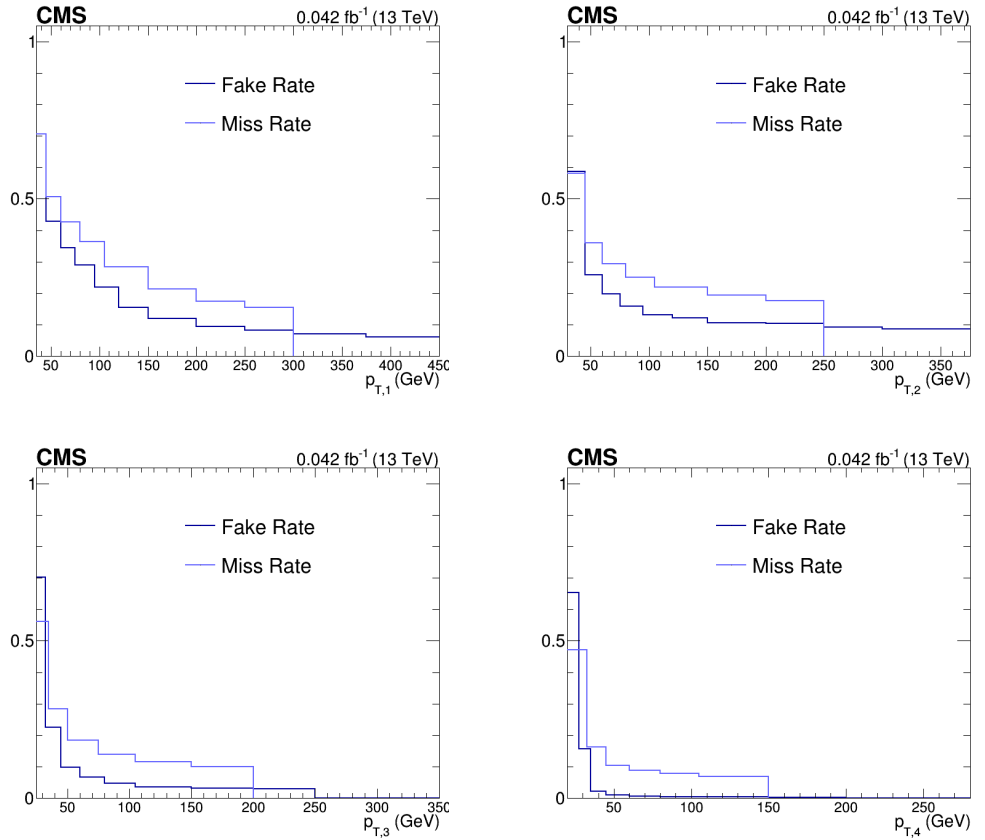 CMS 0.042 fb⁻¹ (13 TeV)
1
Fake Rate
Miss Rate
0.5
0
50 100 150 200 250 300 350 400 450
p_T,1 (GeV)
CMS 0.042 fb⁻¹ (13 TeV)
1
Fake Rate
Miss Rate
0.5
0
50 100 150 200 250 300 350
p_T,2 (GeV)
CMS 0.042 fb⁻¹ (13 TeV)
1
Fake Rate
Miss Rate
0.5
0
50 100 150 200 250 300 35
p_T,3 (GeV)
CMS 0.042 fb⁻¹ (13 TeV)
1
Fake Rate
Miss Rate
0.5
0
50 100 150 200 250
p_T,4 (GeV)